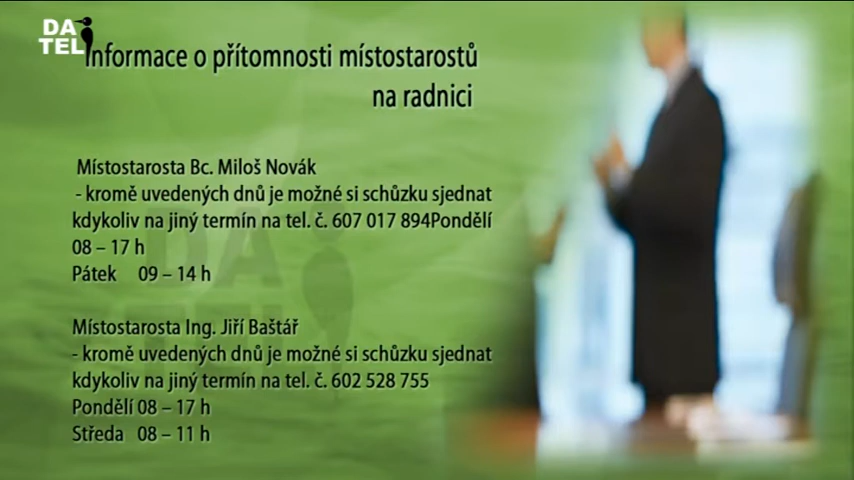 DA
TEL
Informace o přítomnosti místostarostů
na radnici
Místostarosta Bc. Miloš Novák
- kromě uvedených dnů je možné si schůzku sjednat
kdykoliv na jiný termín na tel. č. 607 017 894Pondělí
08 – 17 h
Pátek 09 – 14 h
Místostarosta Ing. Jiří Baštář
- kromě uvedených dnů je možné si schůzku sjednat
kdykoliv na jiný termín na tel. č. 602 528 755
Pondělí 08 – 17 h
Středa 08 – 11 h